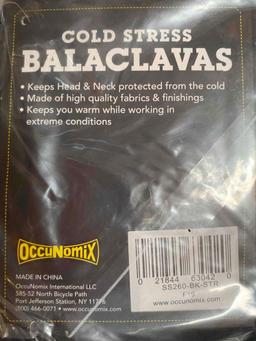 COLD STRESS
BALACLAVAS
• Keeps Head & Neck protected from the cold
• Made of high quality fabrics & finishings
• Keeps you warm while working in
extreme conditions
OCCUNOMIX
MADE IN CHINA
OccuNomix International LLC
585-52 North Bicycle Path
Port Jefferson Station, NY 11776
(800) 466-0071 • www.occunomix.com
0 21844 63042 0
SS260-BK-STR
www.occunomix.com